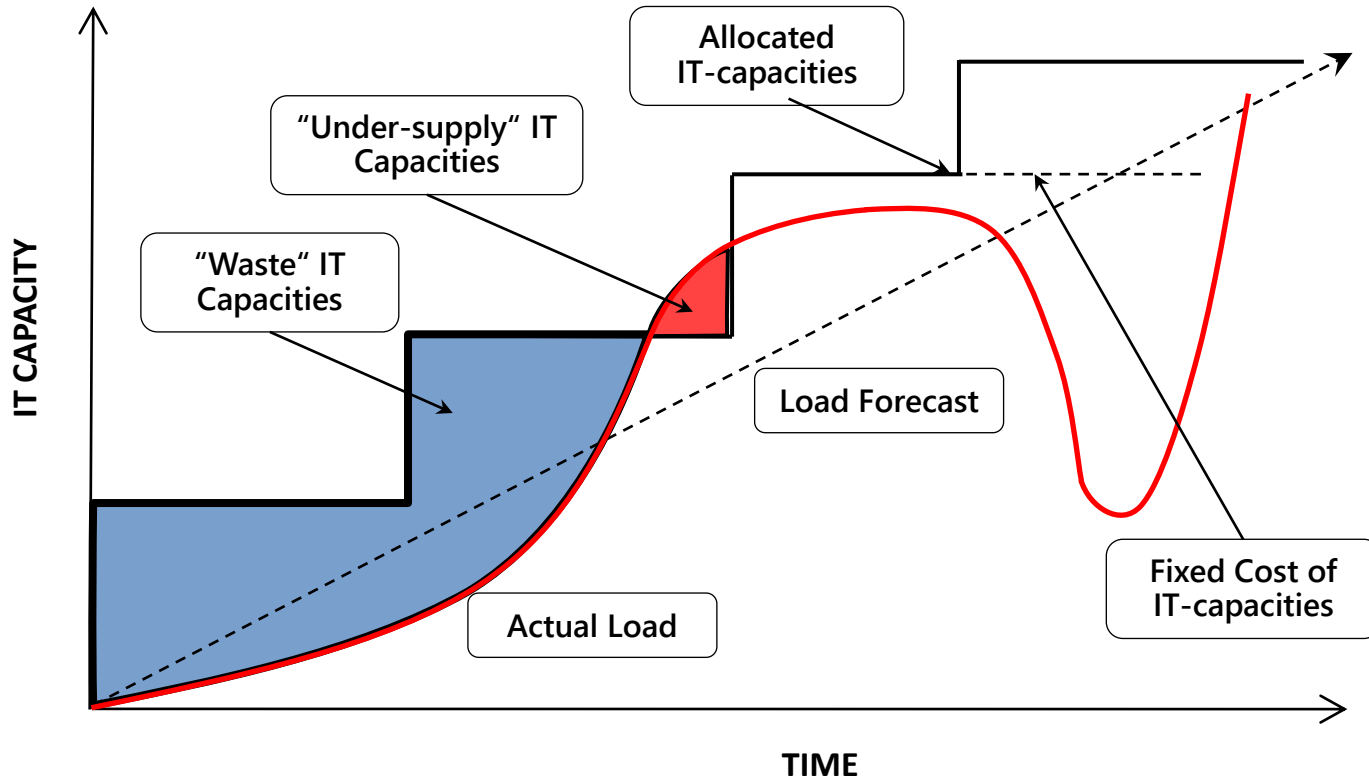 Allocated
IT-capacities
“Under-supply“ IT
Capacities
“Waste“ IT
Capacities
IT CAPACITY
Load Forecast
Actual Load
Fixed Cost of
IT-capacities
TIME